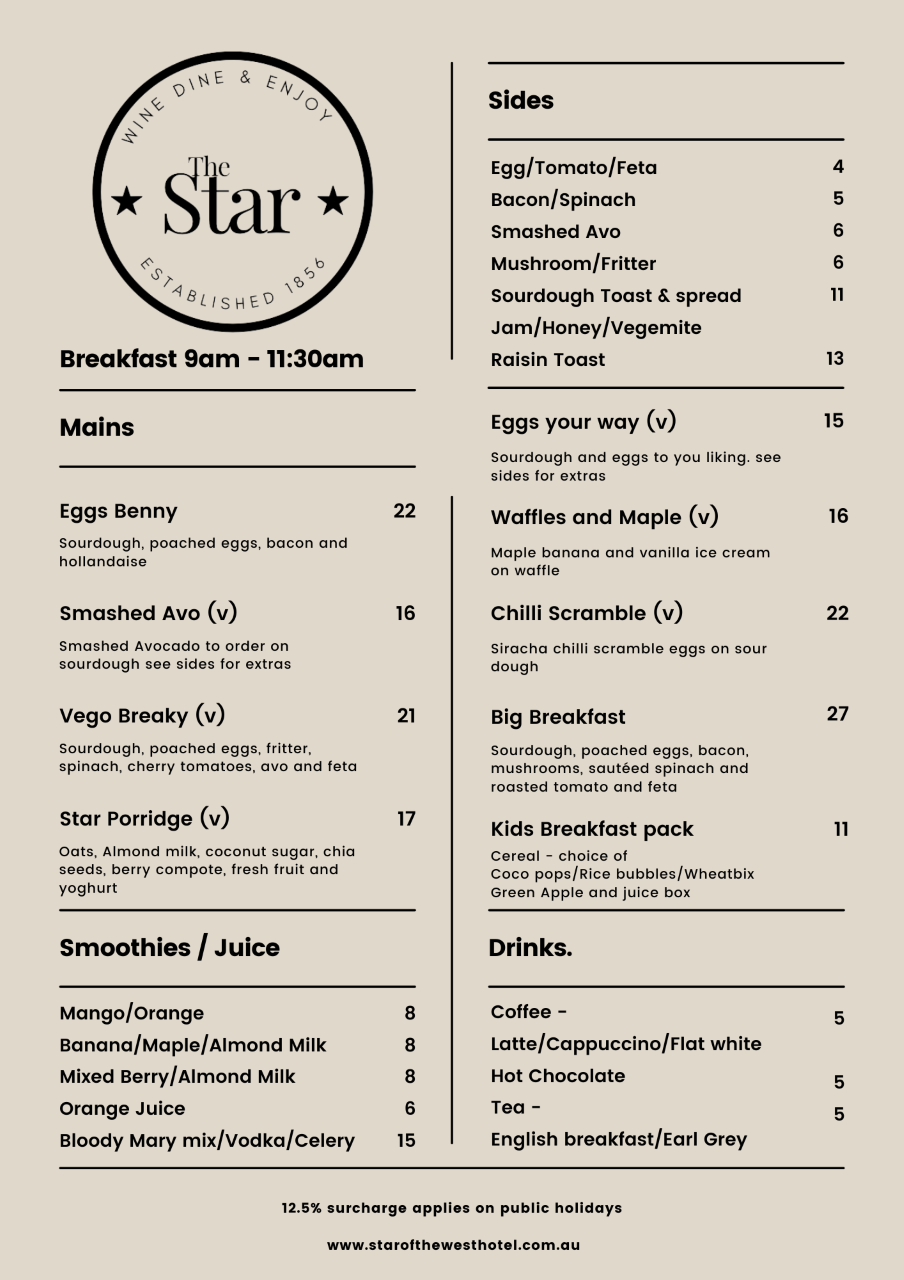 WINE DINE & ENJOY
The
Star
ESTABLISHED 1856
Breakfast 9am - 11:30am
Mains
Eggs Benny 22
Sourdough, poached eggs, bacon and
hollandaise
Smashed Avo (v) 16
Smashed Avocado to order on
sourdough see sides for extras
Vego Breaky (v) 21
Sourdough, poached eggs, fritter,
spinach, cherry tomatoes, avo and feta
Star Porridge (v) 17
Oats, Almond milk, coconut sugar, chia
seeds, berry compote, fresh fruit and
yoghurt
Smoothies / Juice
Mango/Orange 8
Banana/Maple/Almond Milk 8
Mixed Berry/Almond Milk 8
Orange Juice 6
Bloody Mary mix/Vodka/Celery 15
Sides
Egg/Tomato/Feta 4
Bacon/Spinach 5
Smashed Avo 6
Mushroom/Fritter 6
Sourdough Toast & spread 11
Jam/Honey/Vegemite
Raisin Toast 13
Eggs your way (v) 15
Sourdough and eggs to you liking. see
sides for extras
Waffles and Maple (v) 16
Maple banana and vanilla ice cream
on waffle
Chilli Scramble (v) 22
Siracha chilli scramble eggs on sour
dough
Big Breakfast 27
Sourdough, poached eggs, bacon,
mushrooms, sautéed spinach and
roasted tomato and feta
Kids Breakfast pack 11
Cereal - choice of
Coco pops/Rice bubbles/Wheatbix
Green Apple and juice box
Drinks.
Coffee - 5
Latte/Cappuccino/Flat white
Hot Chocolate 5
Tea - 5
English breakfast/Earl Grey
12.5% surcharge applies on public holidays
www.starofthewesthotel.com.au